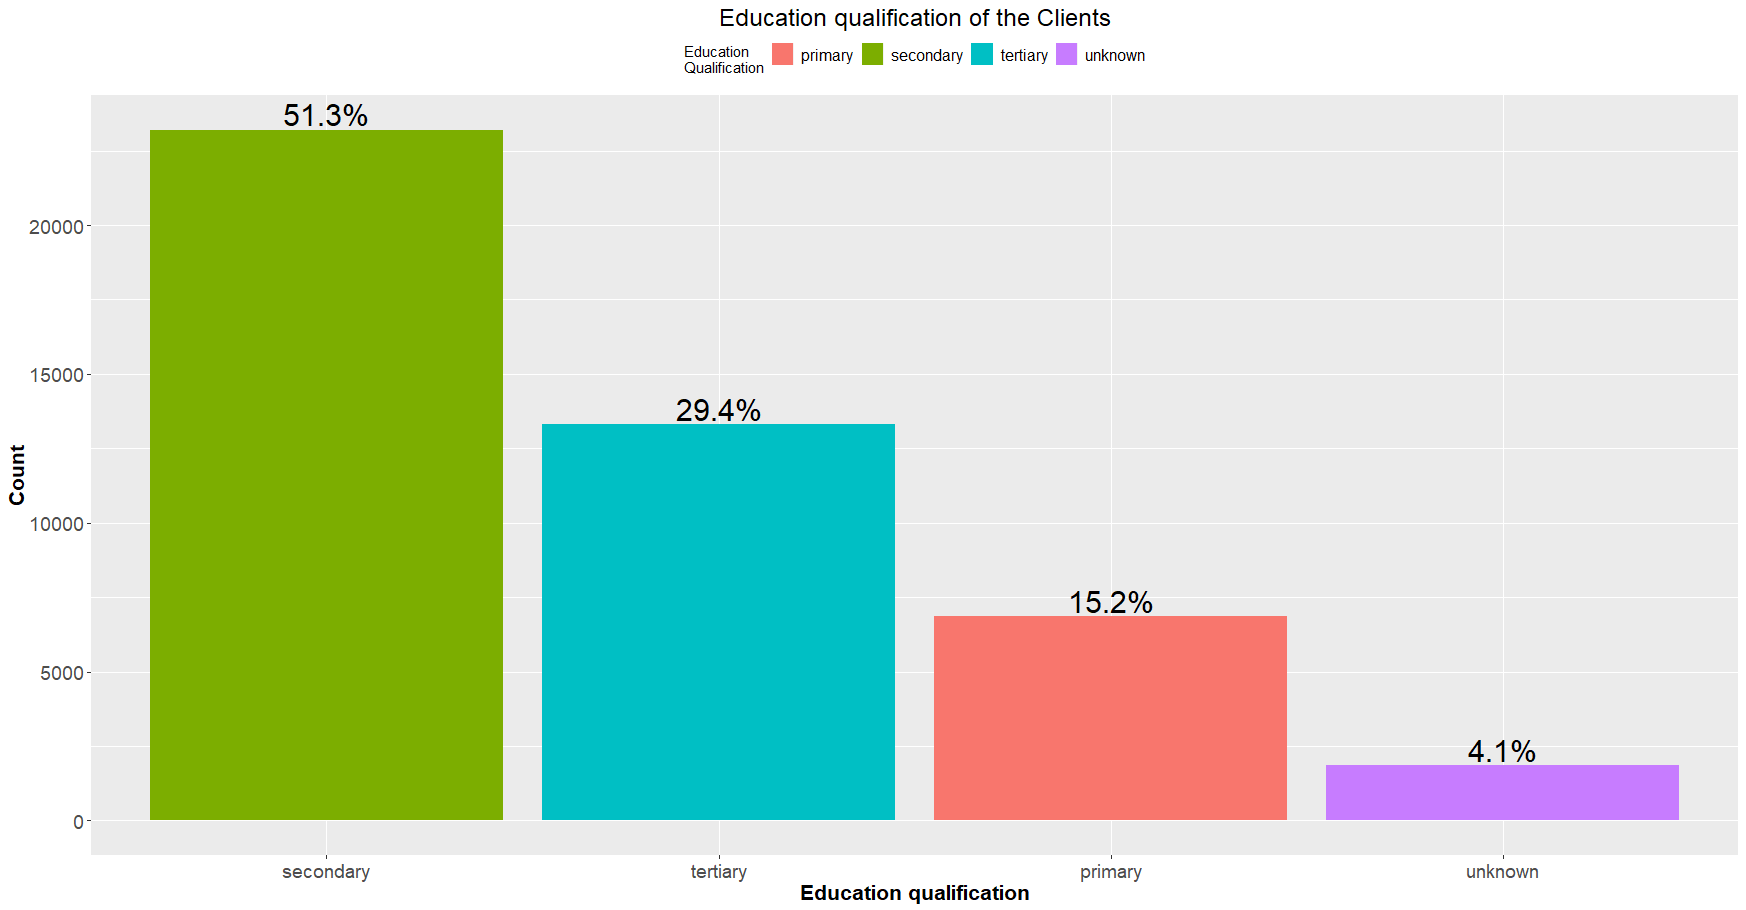 Education qualification of the Clients
Education
Qualification
primary secondary tertiary unknown
51.3%
29.4%
15.2%
4.1%
20000
15000
10000
5000
0
Count
secondary tertiary primary unknown
Education qualification